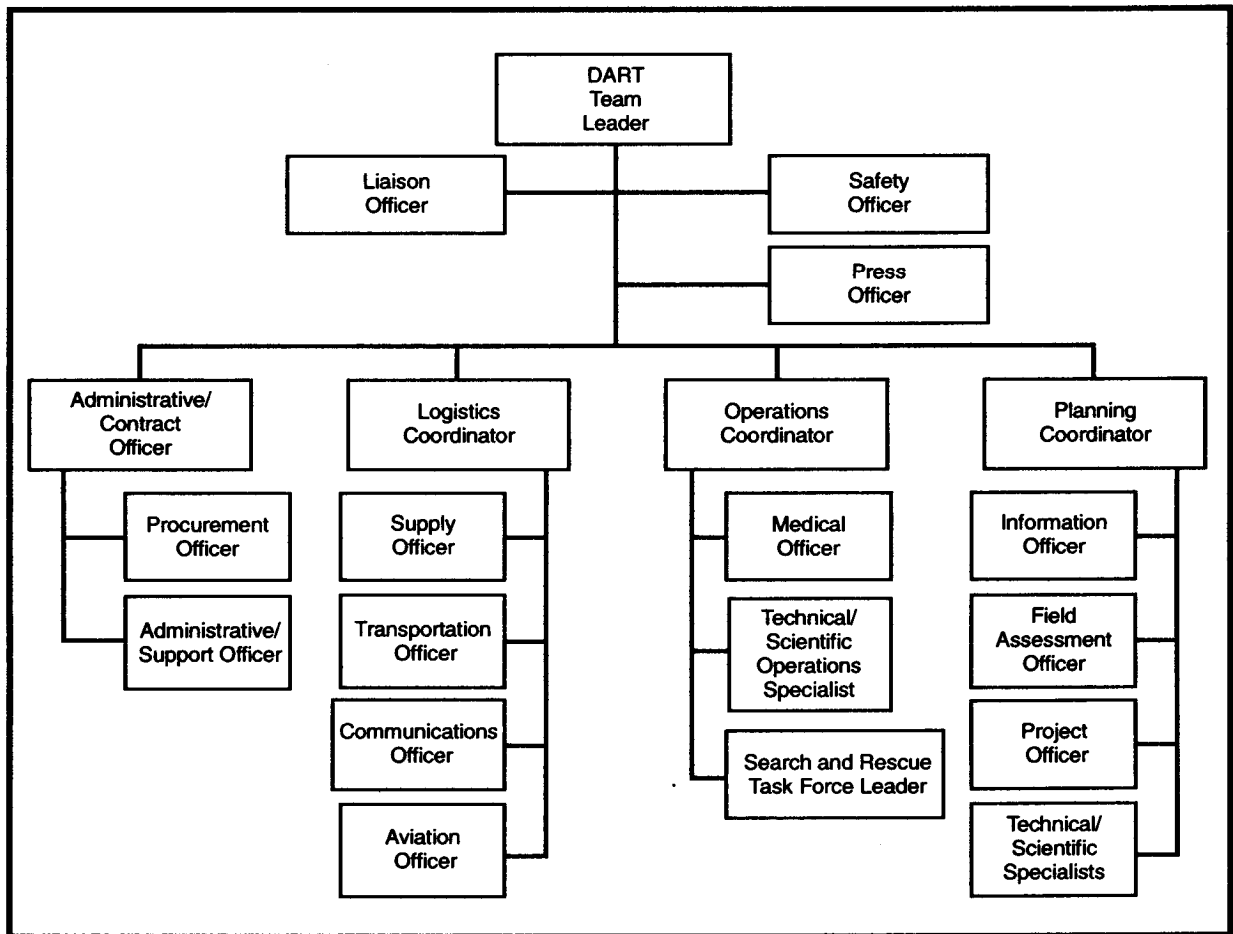 DART
Team
Leader
Liaison
Officer
Safety
Officer
Press
Officer
Administrative/
Contract
Officer
Logistics
Coordinator
Operations
Coordinator
Planning
Coordinator
Procurement
Officer
Administrative/
Support Officer
Supply
Officer
Transportation
Officer
Communications
Officer
Aviation
Officer
Medical
Officer
Technical/
Scientific
Operations
Specialist
Search and Rescue
Task Force Leader
Information
Officer
Field
Assessment
Officer
Project
Officer
Technical/
Scientific
Specialists